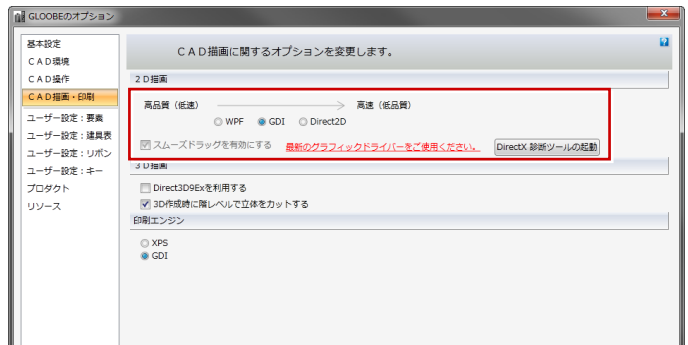 GLOOBEのオプション
基本設定
ＣＡＤ環境
ＣＡＤ操作
ＣＡＤ描画・印刷
ユーザー設定：要素
ユーザー設定：建具表
ユーザー設定：リボン
ユーザー設定：キー
プロダクト
リソース
ＣＡＤ描画に関するオプションを変更します。
２Ｄ描画
高品質（低速） 高速（低品質）
WPF GDI Direct2D
スムーズドラッグを有効にする 最新のグラフィックドライバーをご使用ください。 DirectX 診断ツールの起動
３Ｄ描画
Direct3D9Exを利用する
3D作成時に階レベルで立体をカットする
印刷エンジン
XPS
GDI